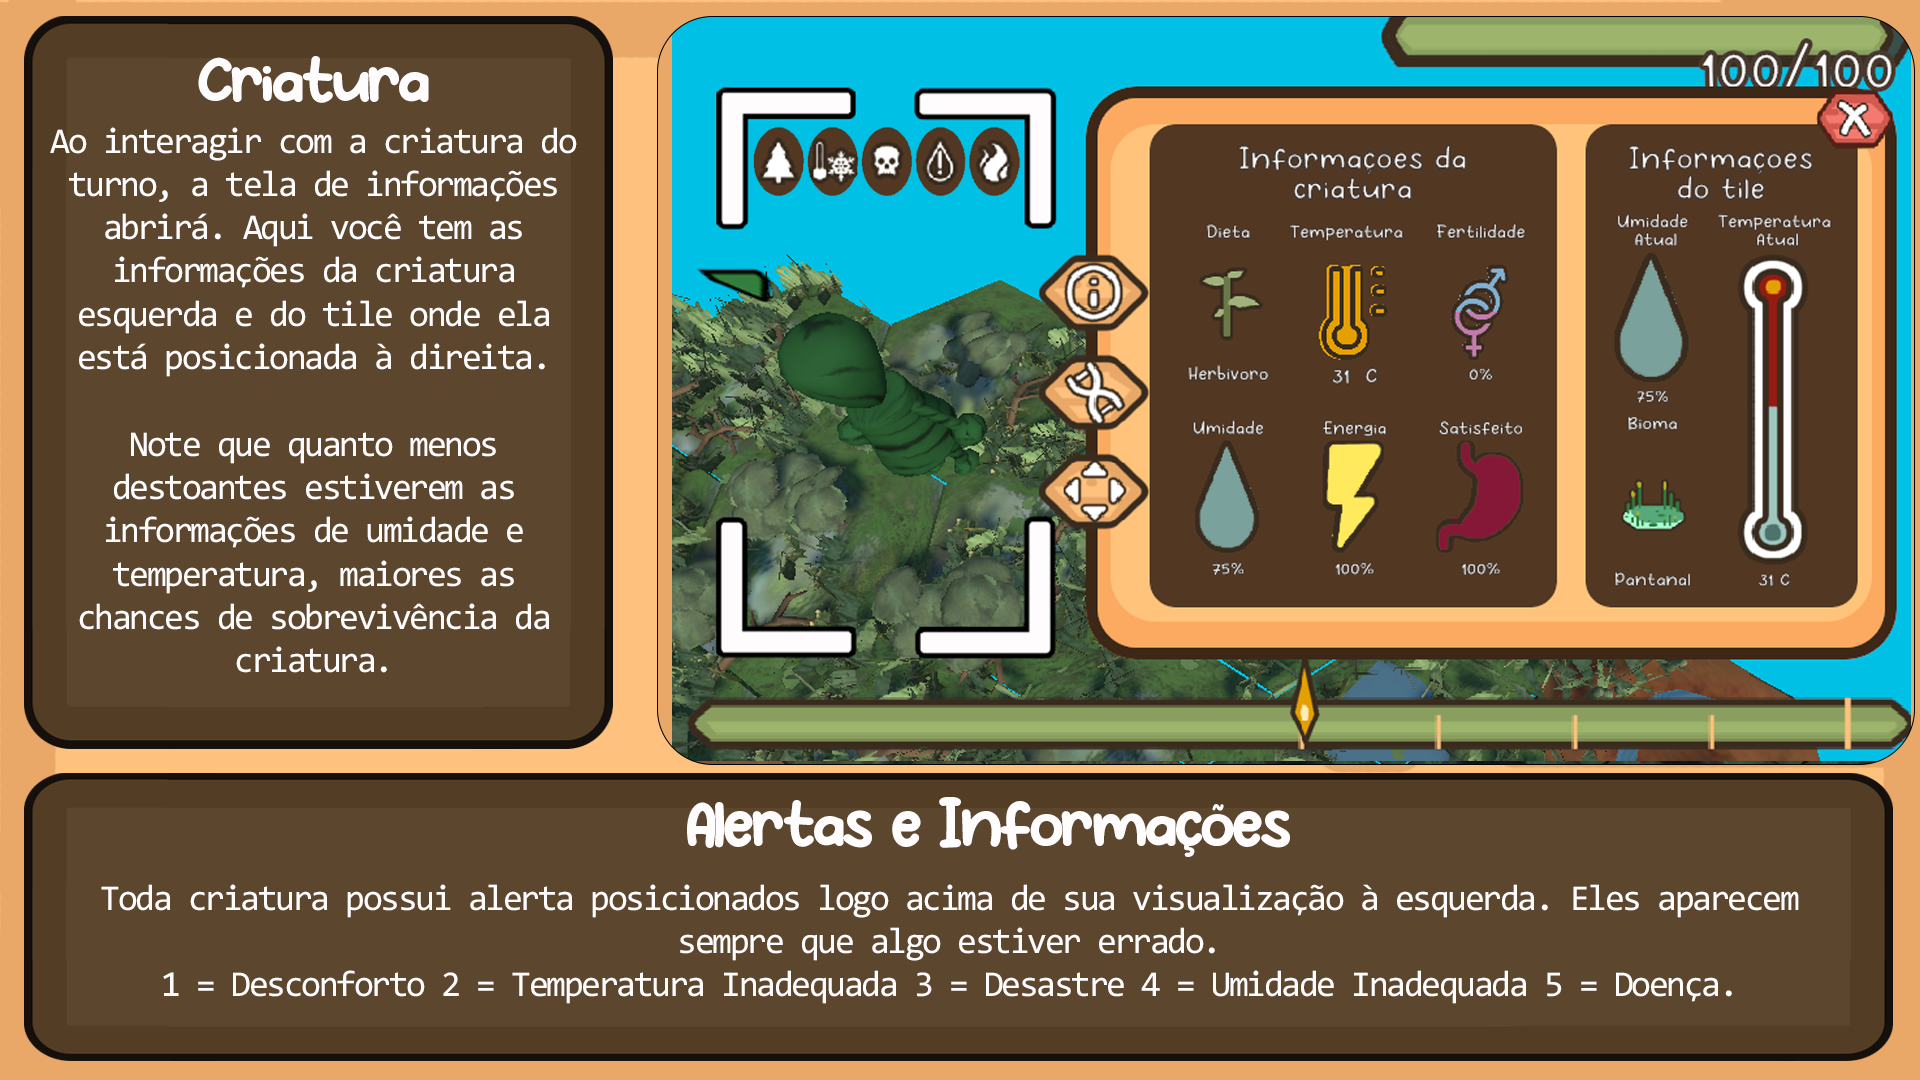 Criatura
Ao interagir com a criatura do
turno, a tela de informações
abrirá. Aqui você tem as
informações da criatura
esquerda e do tile onde ela
está posicionada à direita.
Note que quanto menos
destoantes estiverem as
informações de umidade e
temperatura, maiores as
chances de sobrevivência da
criatura.
100/100
Informaçoes da
criatura
Dieta Temperatura Fertilidade
Herbivoro 31 C 0%
Umidade Energia Satisfeito
75% 100% 100%
Informaçoes
do tile
Umidade Temperatura
Atual Atual
75%
Bioma
Pantanal 31 C
Alertas e Informações
Toda criatura possui alerta posicionados logo acima de sua visualização à esquerda. Eles aparecem
sempre que algo estiver errado.
1 = Desconforto 2 = Temperatura Inadequada 3 = Desastre 4 = Umidade Inadequada 5 = Doença.